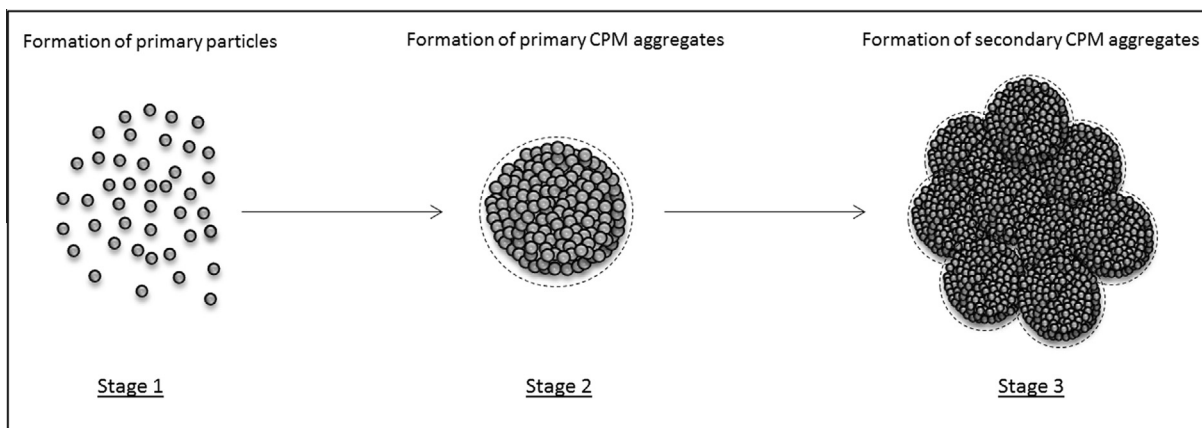 Formation of primary particles
Formation of primary CPM aggregates
Formation of secondary CPM aggregates
Stage 1
Stage 2
Stage 3